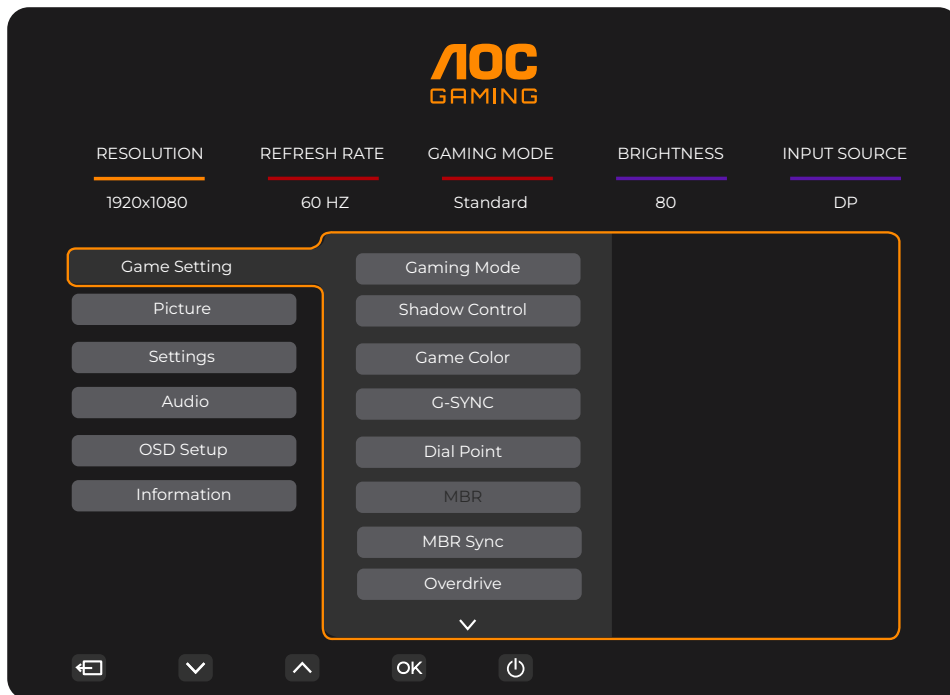 AOC
GAMING
RESOLUTION REFRESH RATE GAMING MODE BRIGHTNESS INPUT SOURCE
1920x1080 60 HZ Standard 80 DP
Game Setting
Picture
Settings
Audio
OSD Setup
Information
Gaming Mode
Shadow Control
Game Color
G-SYNC
Dial Point
MBR
MBR Sync
Overdrive
OK